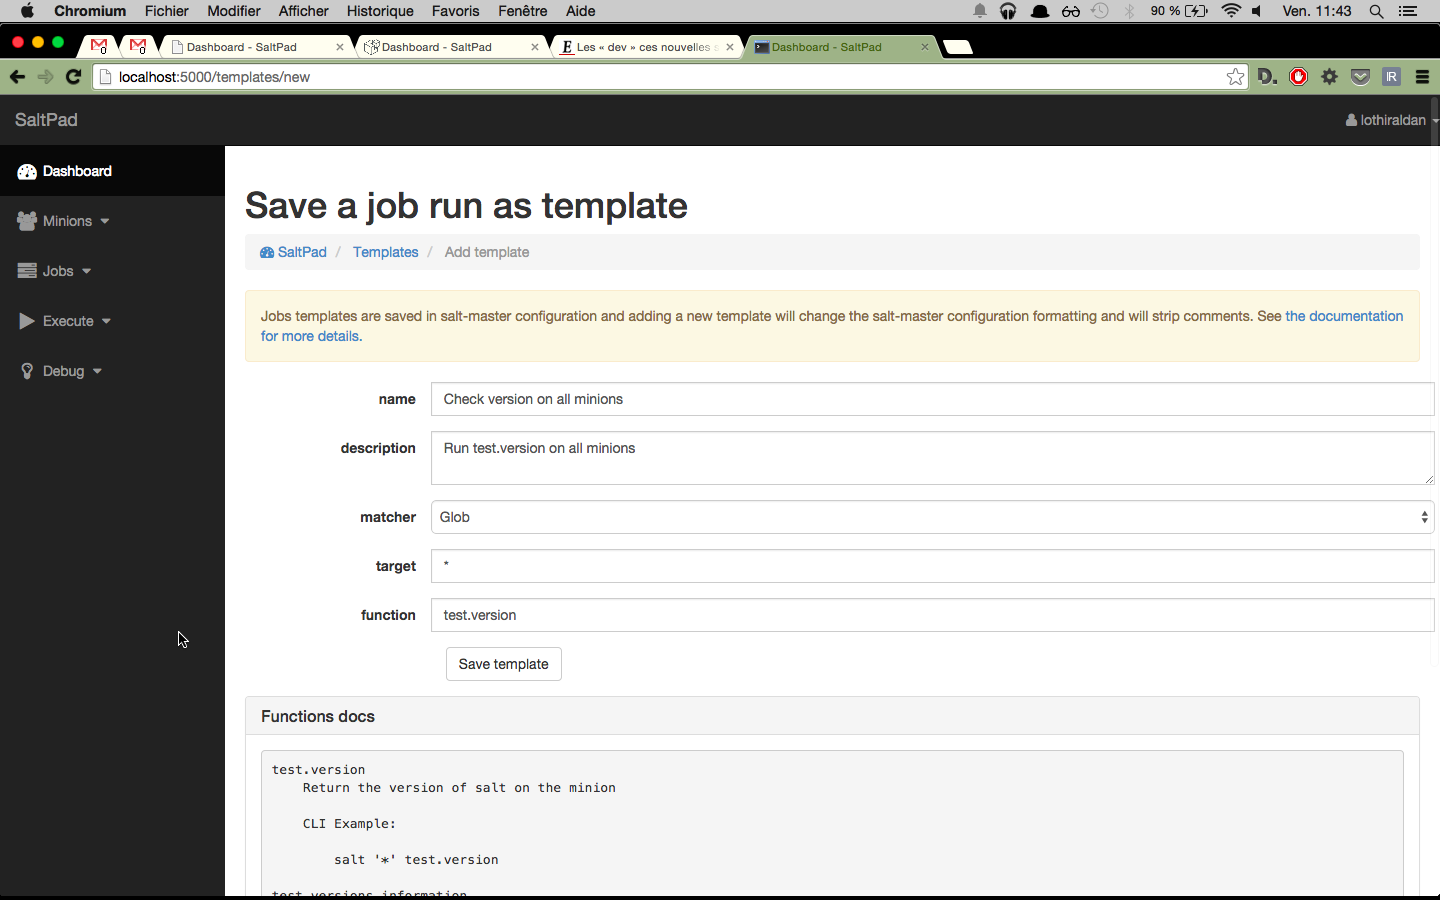 Chromium Fichier Modifier Afficher Historique Favoris Fenêtre Aide 90 % Ven. 11:43
Dashboard - SaltPad Dashboard - SaltPad Les « dev » ces nouvelles Dashboard - SaltPad
localhost:5000/templates/new
SaltPad lothiraldan
Dashboard
Minions
Jobs
Execute
Debug
Save a job run as template
SaltPad / Templates / Add template
Jobs templates are saved in salt-master configuration and adding a new template will change the salt-master configuration formatting and will strip comments. See the documentation
for more details.
name Check version on all minions
description Run test.version on all minions
matcher Glob
target *
function test.version
Save template
Functions docs
test.version
Return the version of salt on the minion
CLI Example:
salt '*' test.version
test.versions_information